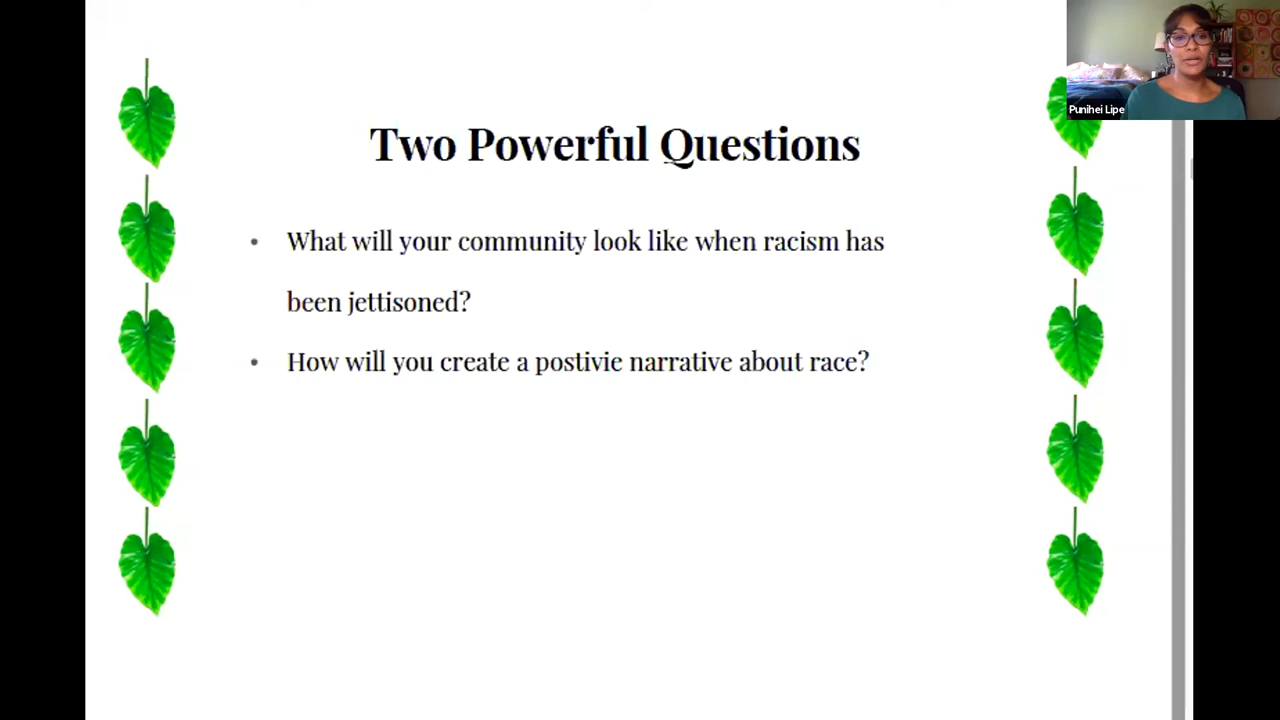 Punihei Lipe
Two Powerful Questions
• What will your community look like when racism has
been jettisoned?
• How will you create a postivie narrative about race?